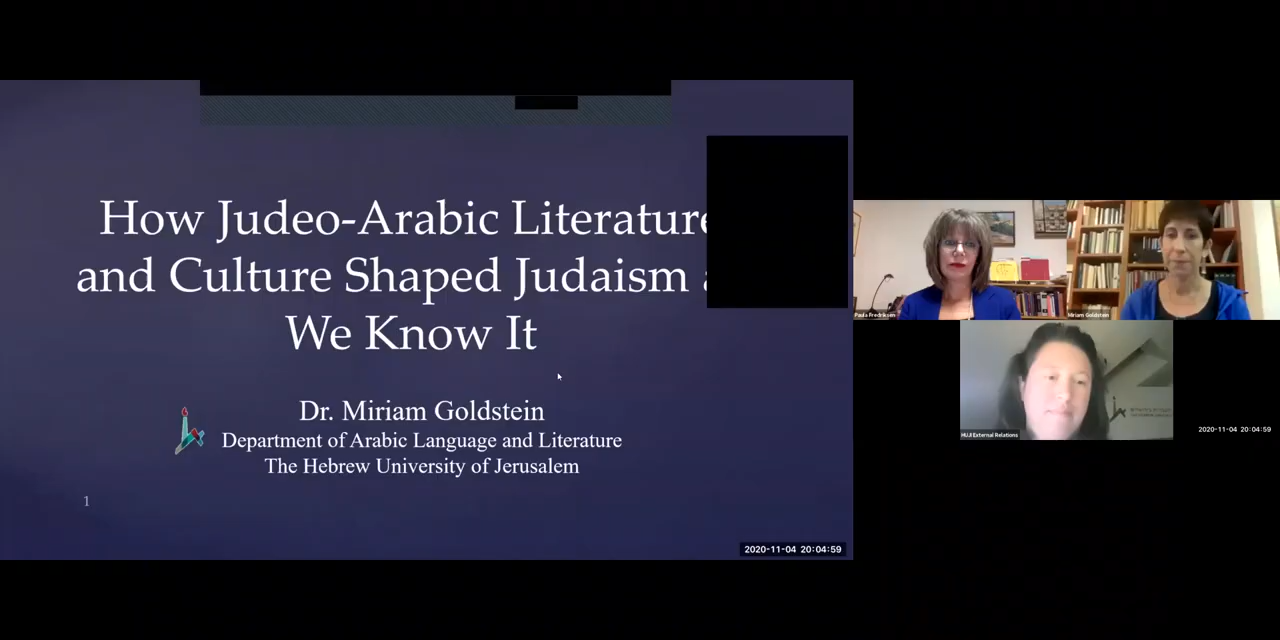 How Judeo-Arabic Literature
and Culture Shaped Judaism
We Know It
Dr. Miriam Goldstein
Department of Arabic Language and Literature
The Hebrew University of Jerusalem
1
2020-11-04 20:04:59
Paula Fredriksen
Miriam Goldstein
HUJI External Relations
2020-11-04 20:04:59